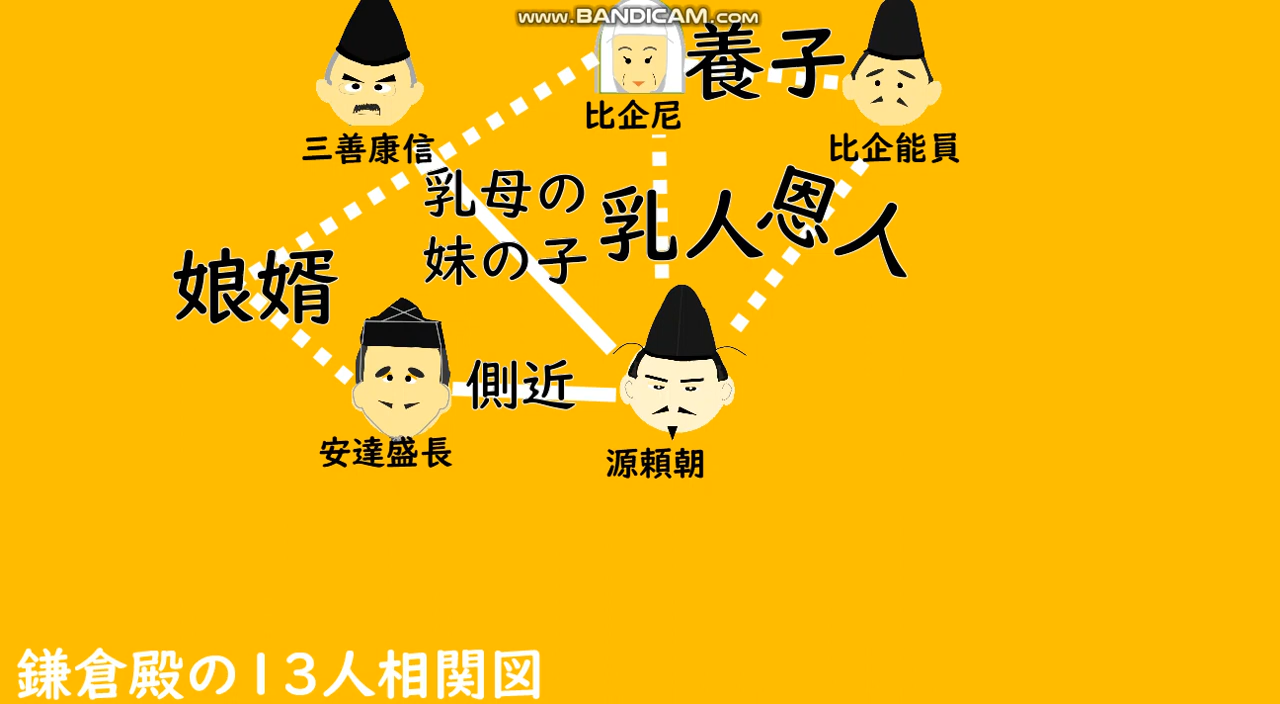 www.BANDICAM.com
養子
比企尼
三善康信
比企能員
乳母の
妹の子
乳人
恩人
娘婿
側近
安達盛長
源頼朝
鎌倉殿の13人相関図